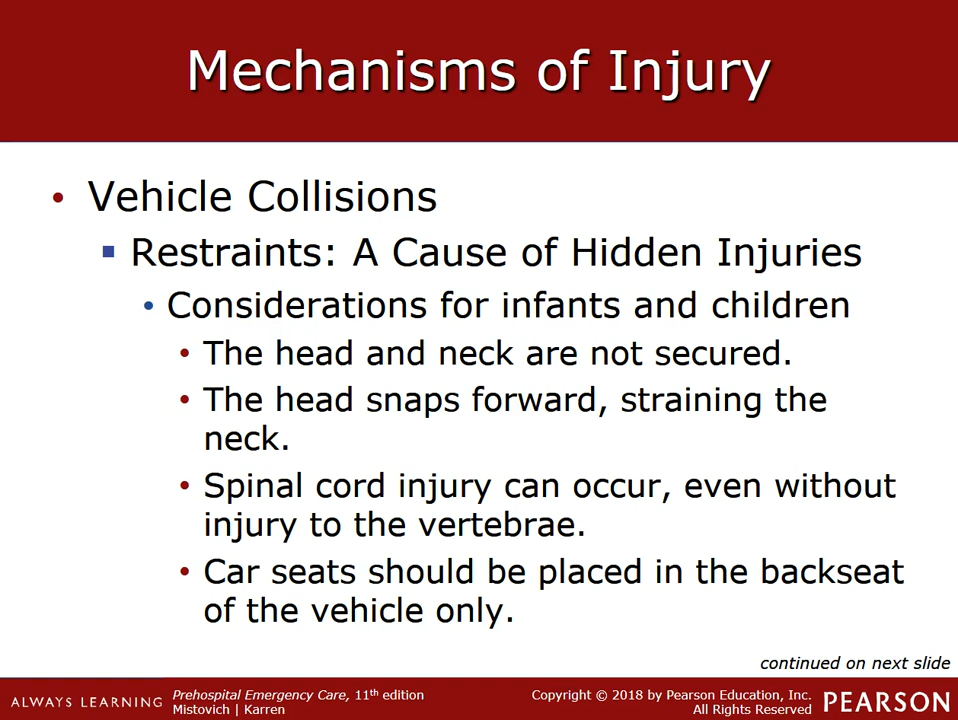 Mechanisms of Injury
• Vehicle Collisions
▪ Restraints: A Cause of Hidden Injuries
• Considerations for infants and children
• The head and neck are not secured.
• The head snaps forward, straining the
neck.
• Spinal cord injury can occur, even without
injury to the vertebrae.
• Car seats should be placed in the backseat
of the vehicle only.
continued on next slide
ALWAYS LEARNING
Prehospital Emergency Care, 11th edition
Mistovich | Karren
Copyright © 2018 by Pearson Education, Inc.
All Rights Reserved
PEARSON